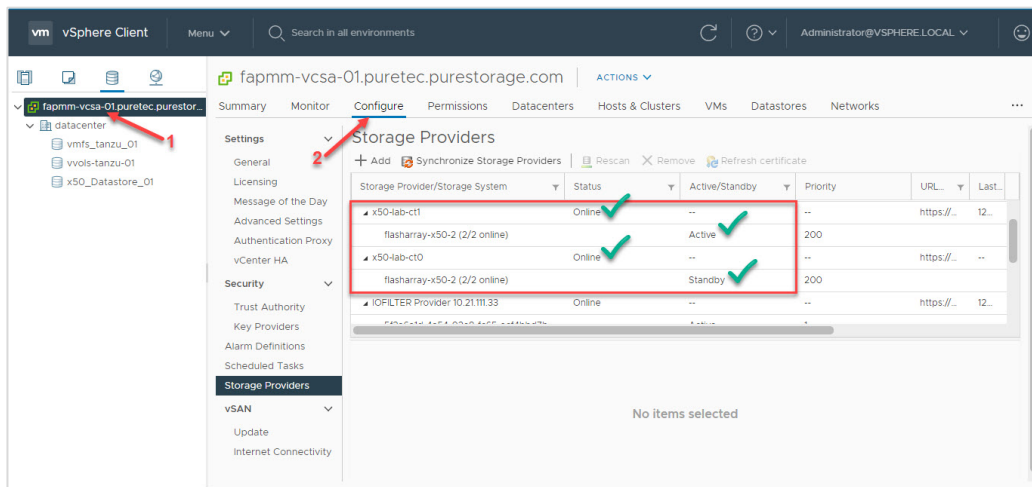 vm vSphere Client Menu Search in all environments Administrator@VSPHERE.LOCAL
fapmm-vcsa-01.puretec.purestor...
datacenter
vmfs_tanzu_01
vvols-tanzu-01
x50_Datastore_01
1
fapmm-vcsa-01.puretec.purestorage.com ACTIONS
Summary Monitor Configure Permissions Datacenters Hosts & Clusters VMs Datastores Networks ...
2
Settings
General
Licensing
Message of the Day
Advanced Settings
Authentication Proxy
vCenter HA
Security
Trust Authority
Key Providers
Alarm Definitions
Scheduled Tasks
Storage Providers
vSAN
Update
Internet Connectivity
Storage Providers
+ Add Synchronize Storage Providers Rescan Remove Refresh certificate
Storage Provider/Storage System Status Active/Standby Priority URL... Last...
x50-lab-ct1 Online -- -- https://... 12...
flasharray-x50-2 (2/2 online) Active 200
x50-lab-ct0 Online -- -- https://... --
flasharray-x50-2 (2/2 online) Standby 200
IOFILTER Provider 10.21.111.33 Online -- -- https://... 12...
No items selected